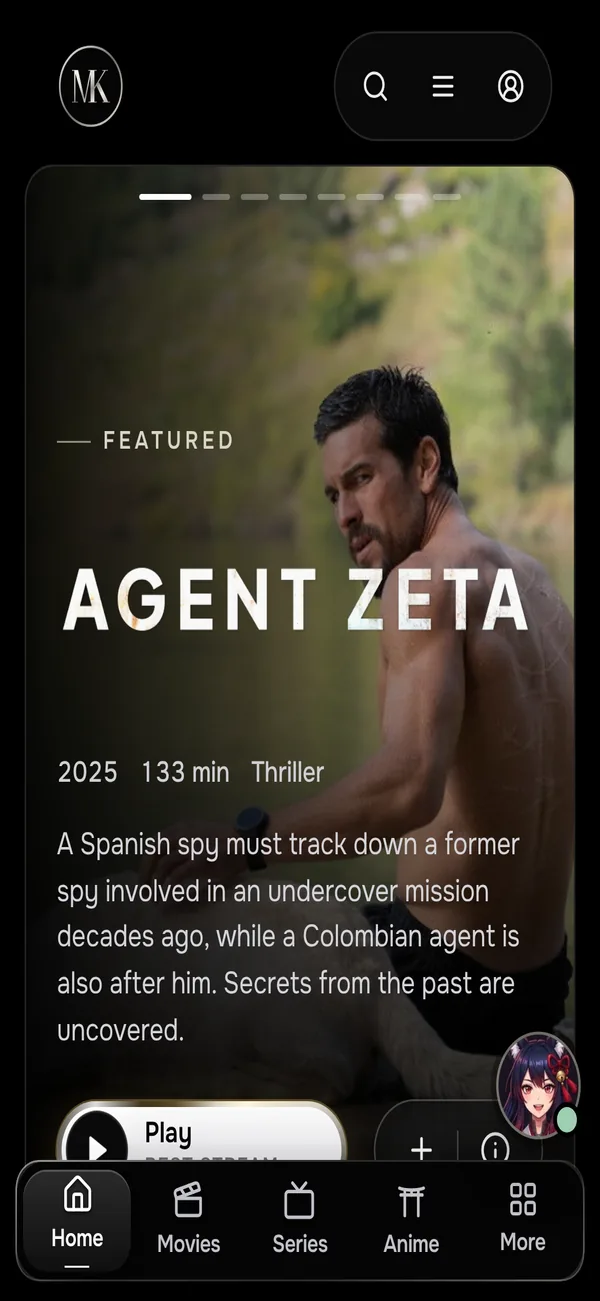 MK
FEATURED
AGENT ZETA
2025 133 min Thriller
A Spanish spy must track down a former
spy involved in an undercover mission
decades ago, while a Colombian agent is
also after him. Secrets from the past are
uncovered.
Play
Home
Movies
Series
Anime
More